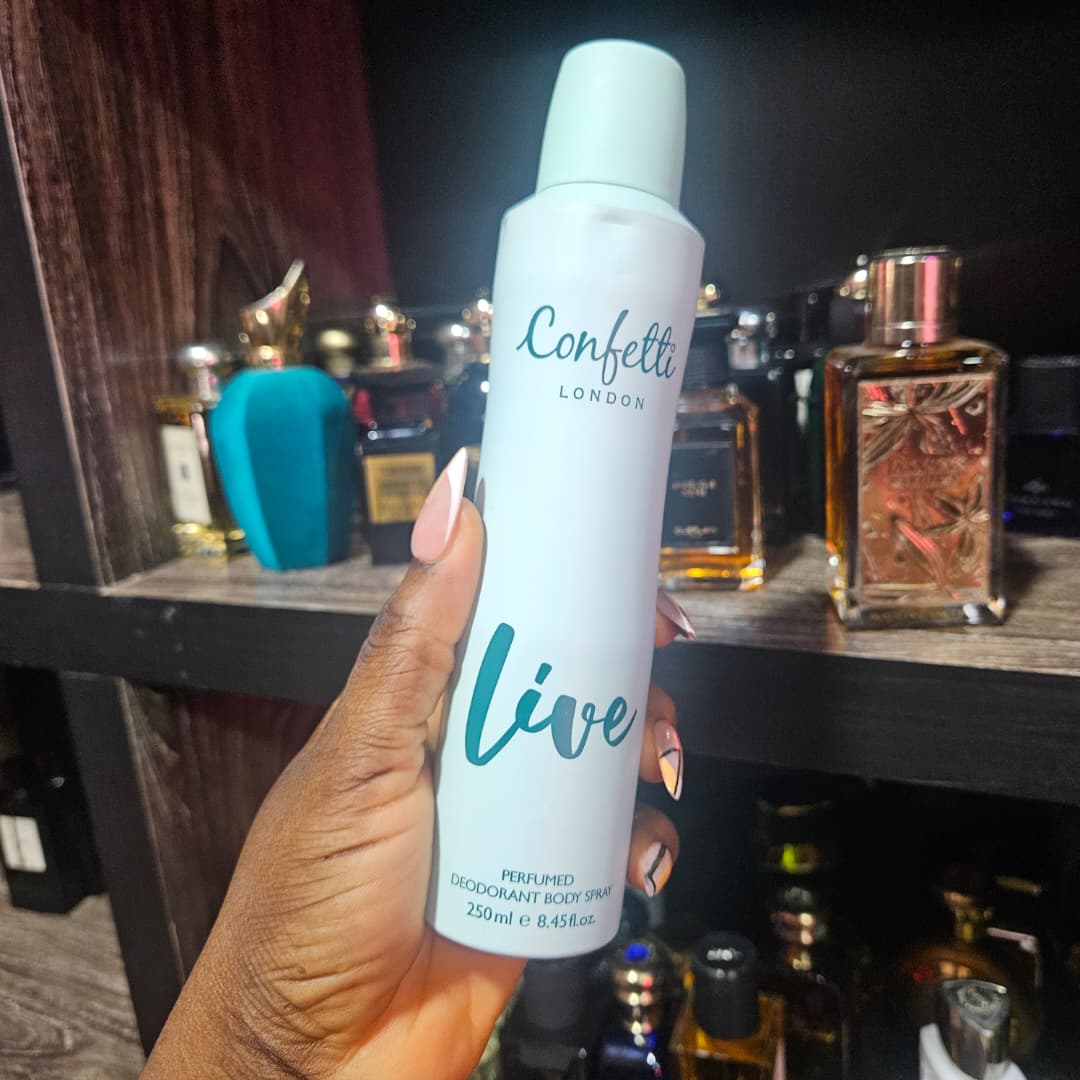 Confetti
LONDON
Live
PERFUMED
DEODORANT BODY SPRAY
250ml e 8.45fl.oz.